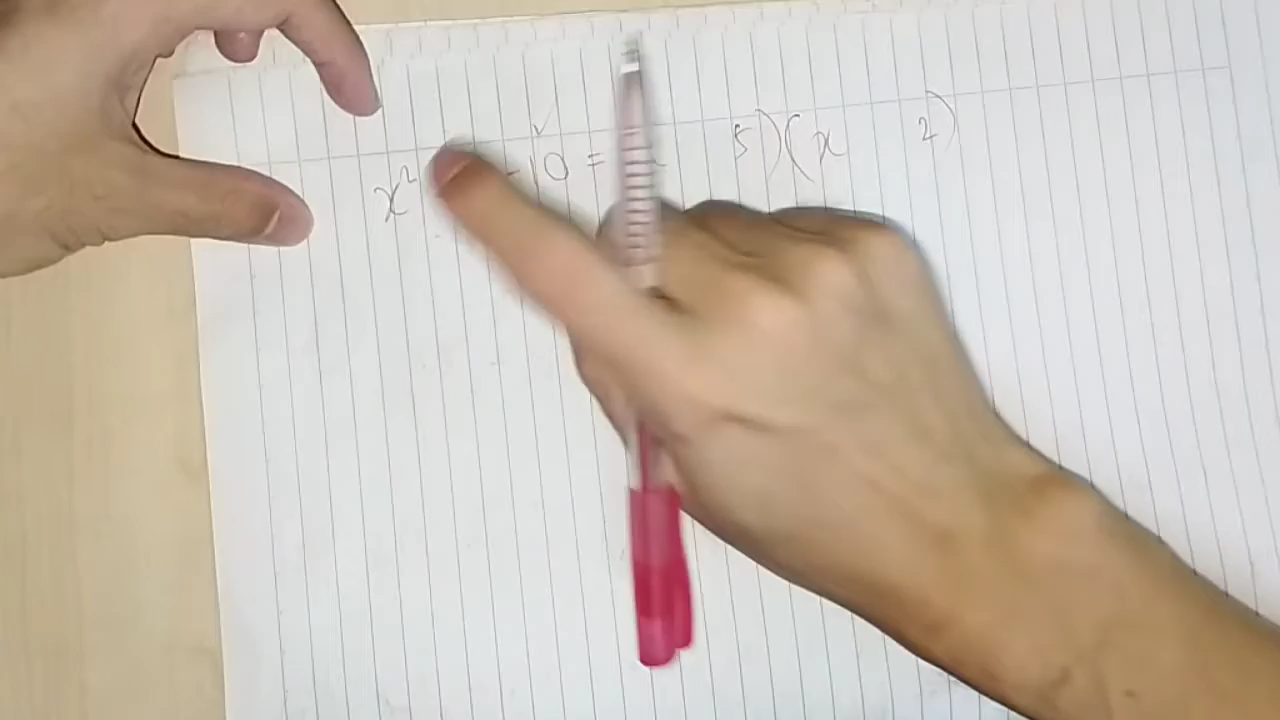 x² -10 = 5)(x 2)